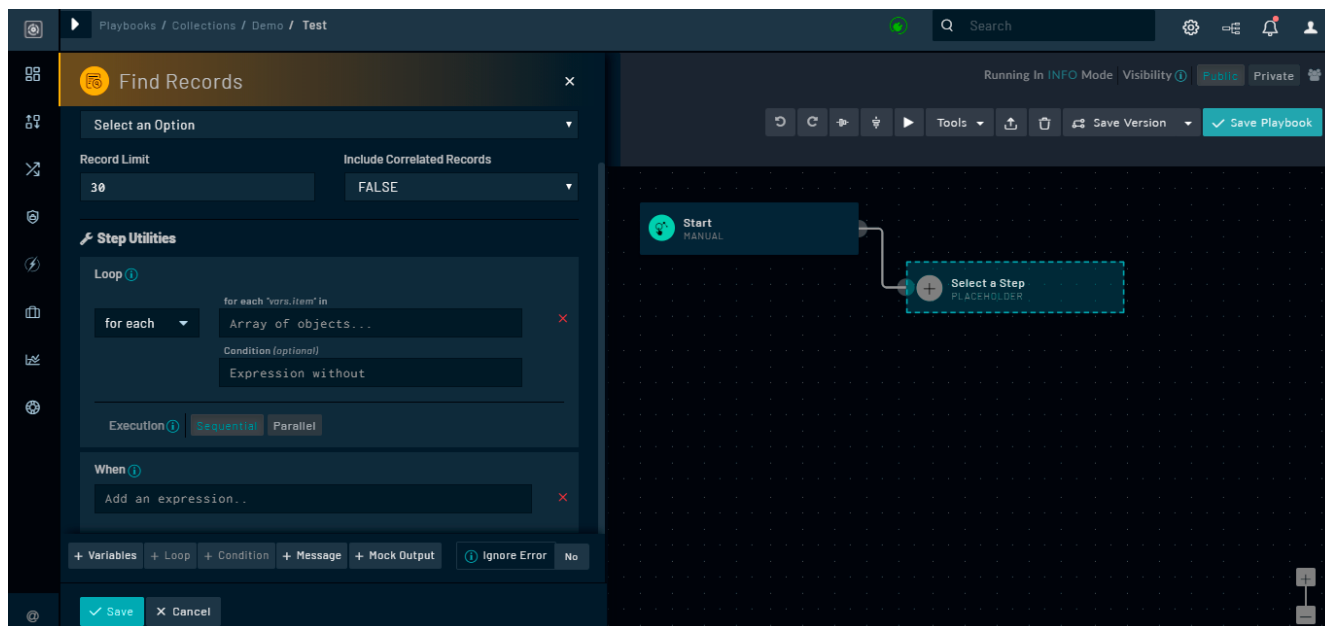 Playbooks / Collections / Demo / Test
Search
Find Records
Running In INFO Mode Visibility Public Private
Select an Option
Tools Save Version Save Playbook
Record Limit Include Correlated Records
30 FALSE
Start
MANUAL
Step Utilities
Loop
Select a Step
PLACEHOLDER
for each "vars.item" in
for each Array of objects...
Condition (optional)
Expression without
Execution Sequential Parallel
When
Add an expression..
+ Variables + Loop + Condition + Message + Mock Output Ignore Error No
Save Cancel